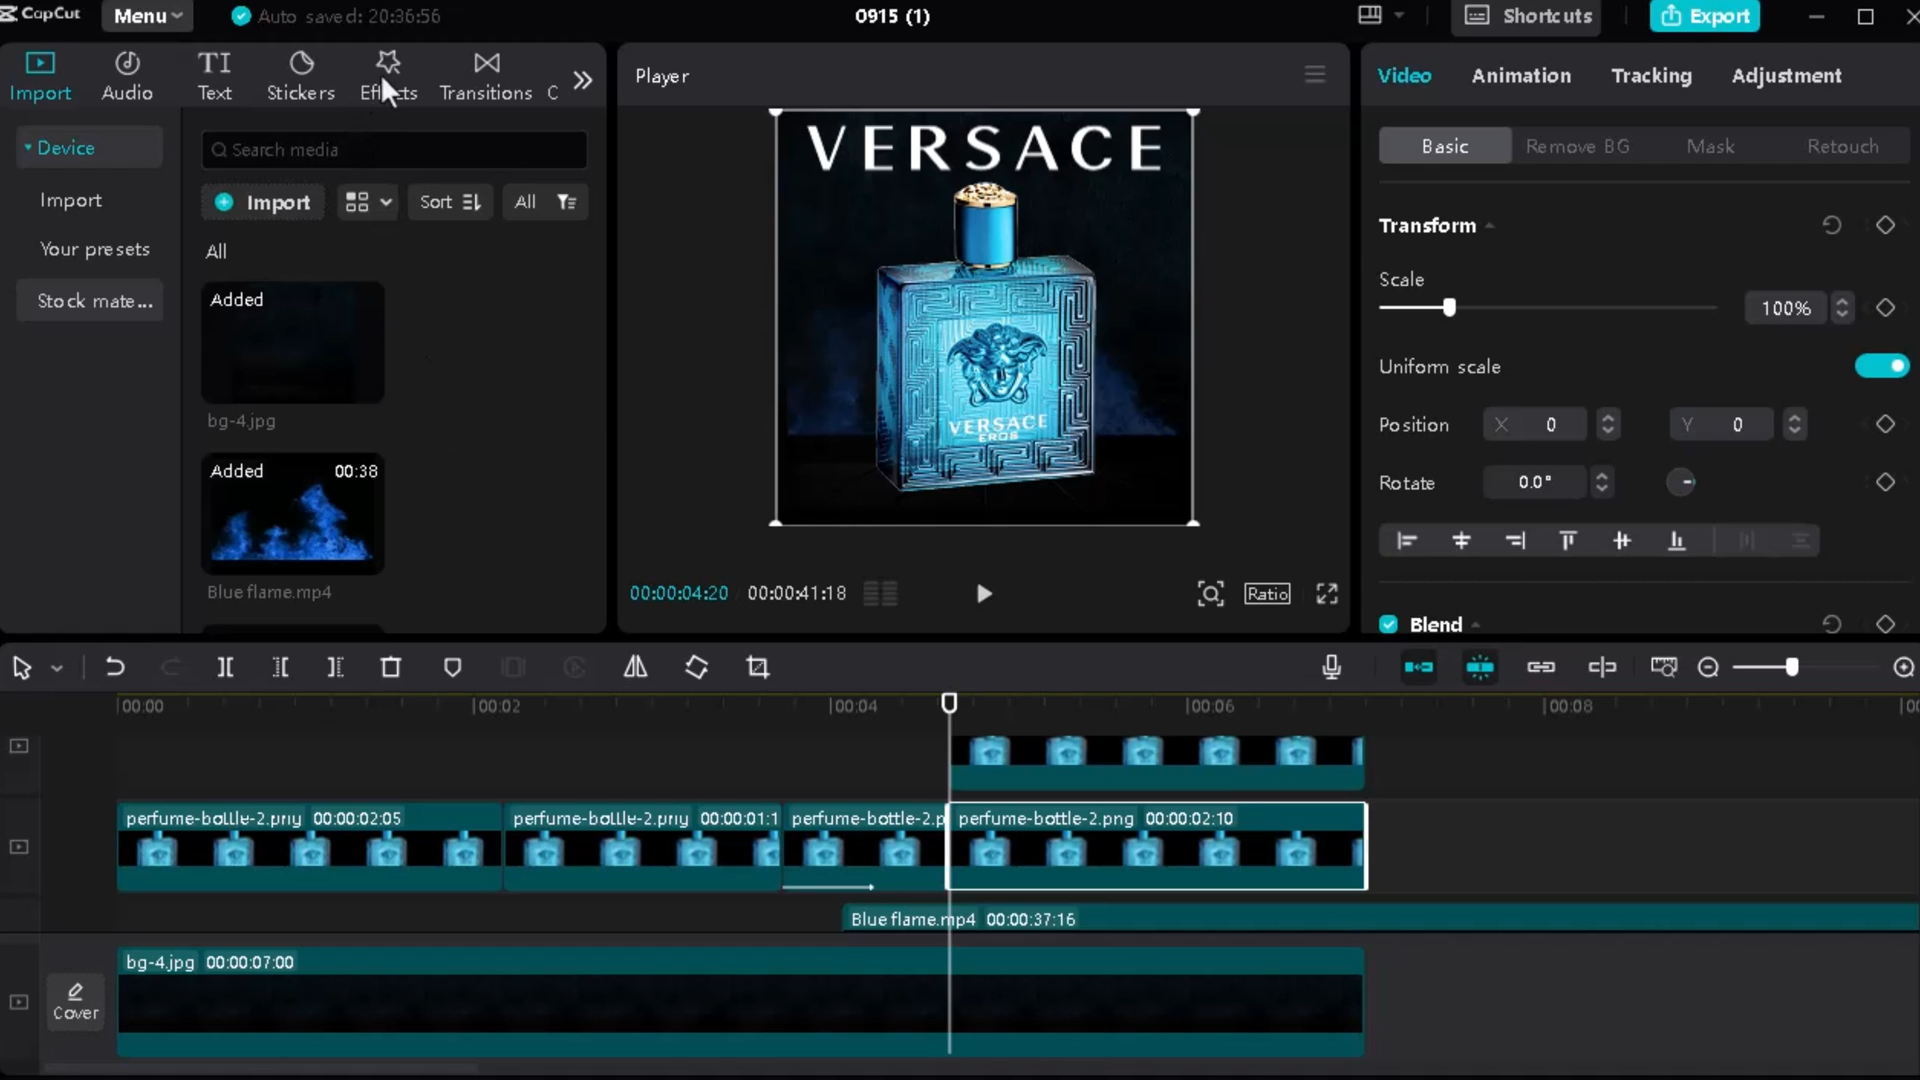 CapCut
Menu
Auto saved: 20:36:56
0915 (1)
Shortcuts
Export
Import
Audio
Text
Stickers
Effects
Transitions
C
Player
Video
Animation
Tracking
Adjustment
Device
Import
Your presets
Stock mate...
Search media
Import
Sort
All
All
Added
bg-4.jpg
Added 00:38
Blue flame.mp4
VERSACE
VERSACE
EROS
00:00:04:20
00:00:41:18
Ratio
Basic
Remove BG
Mask
Retouch
Transform
Scale
100%
Uniform scale
Position X 0 Y 0
Rotate 0.0°
Blend
00:00
00:02
00:04
00:06
00:08
perfume-bottle-2.png 00:00:02:05
perfume-bottle-2.png 00:00:01:1
perfume-bottle-2.p
perfume-bottle-2.png 00:00:02:10
Blue flame.mp4 00:00:37:16
bg-4.jpg 00:00:07:00
Cover